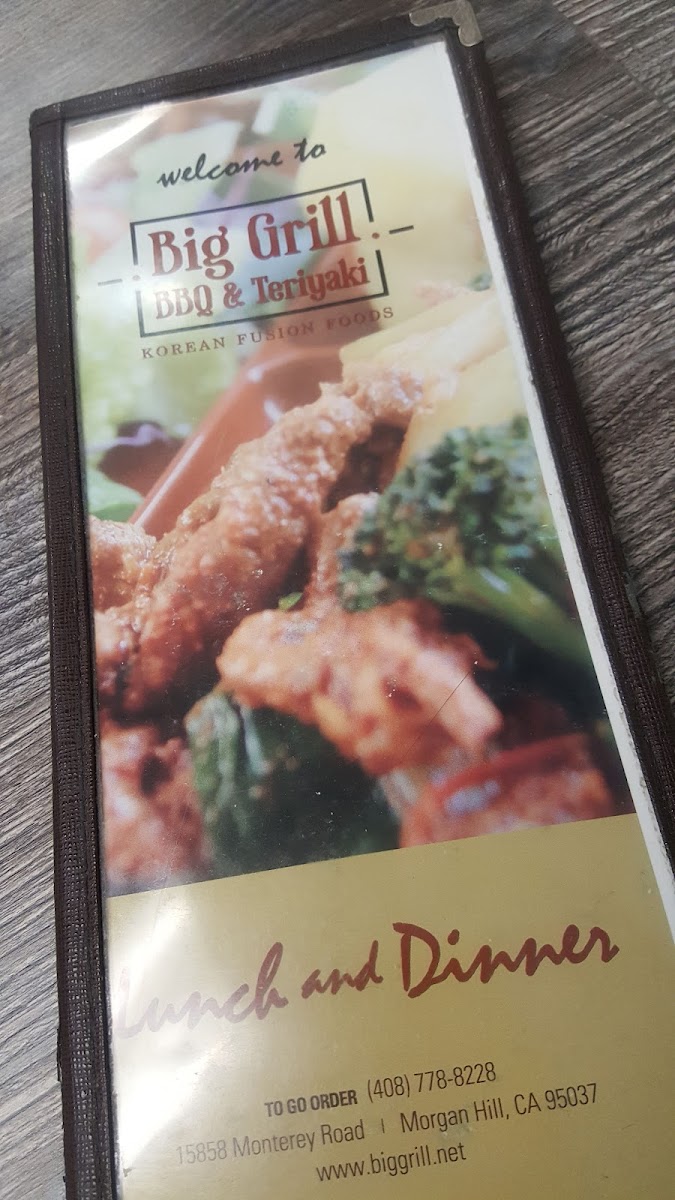 welcome to
Big Grill
BBQ & Teriyaki
KOREAN FUSION FOODS
Lunch and Dinner
TO GO ORDER (408) 778-8228
15858 Monterey Road | Morgan Hill, CA 95037
www.biggrill.net